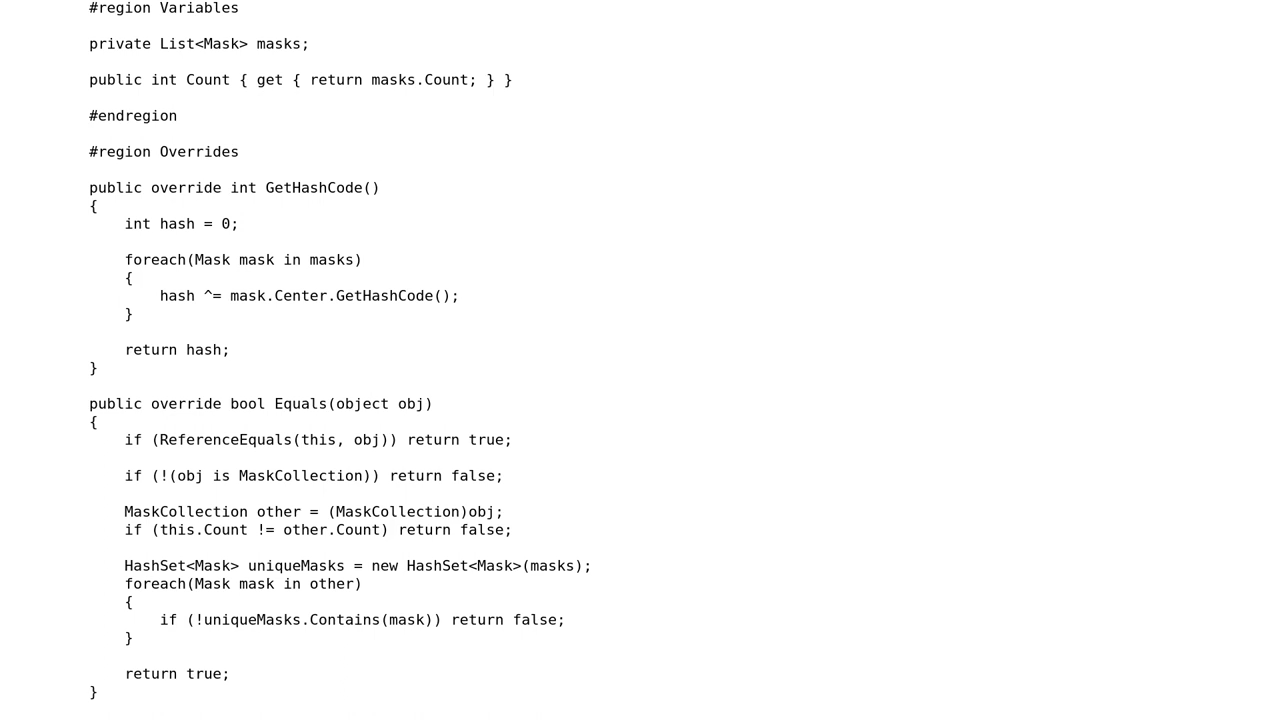 #region Variables
private List<Mask> masks;
public int Count { get { return masks.Count; } }
#endregion
#region Overrides
public override int GetHashCode()
{
    int hash = 0;
    foreach(Mask mask in masks)
    {
        hash ^= mask.Center.GetHashCode();
    }
    return hash;
}
public override bool Equals(object obj)
{
    if (ReferenceEquals(this, obj)) return true;
    if (!(obj is MaskCollection)) return false;
    MaskCollection other = (MaskCollection)obj;
    if (this.Count != other.Count) return false;
    HashSet<Mask> uniqueMasks = new HashSet<Mask>(masks);
    foreach(Mask mask in other)
    {
        if (!uniqueMasks.Contains(mask)) return false;
    }
    return true;
}